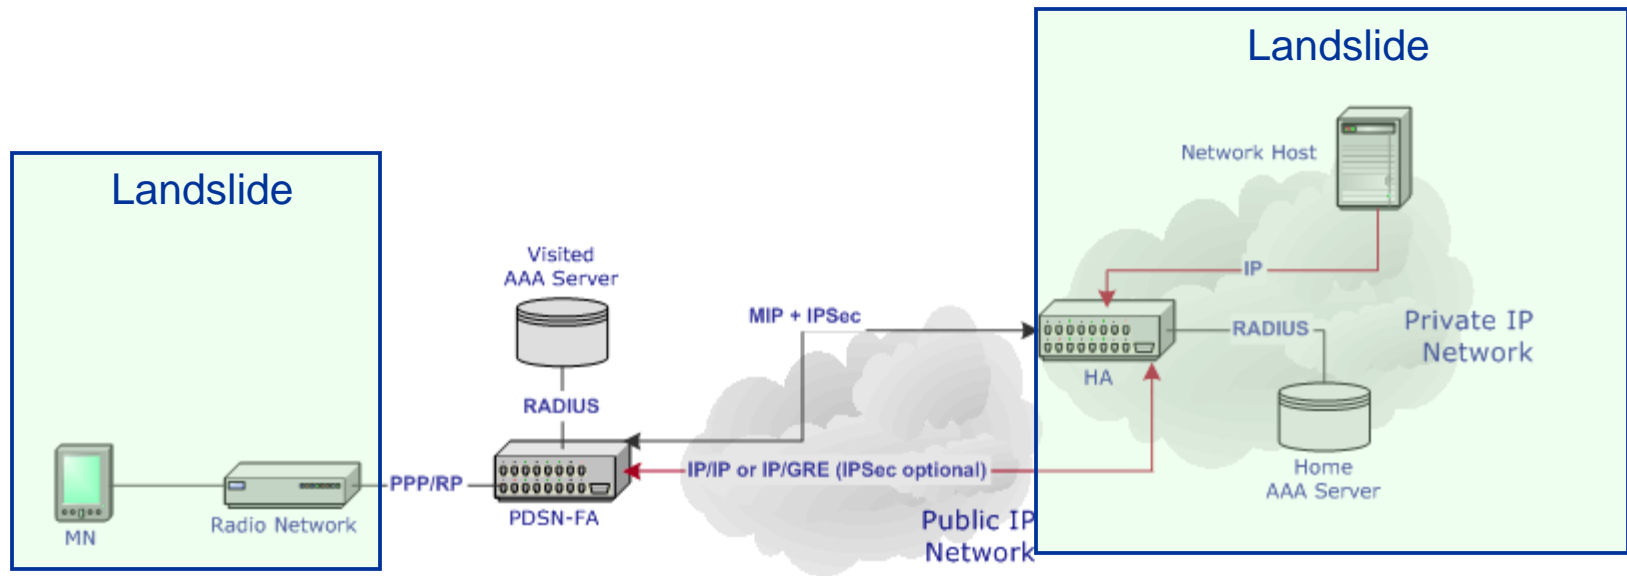 Landslide
Network Host
IP
Landslide
Visited
AAA Server
MIP + IPSec
RADIUS
Private IP
Network
HA
RADIUS
IP/IP or IP/GRE (IPSec optional)
Home
AAA Server
PPP/RP
PDSN-FA
Radio Network
MN
Public IP
Network